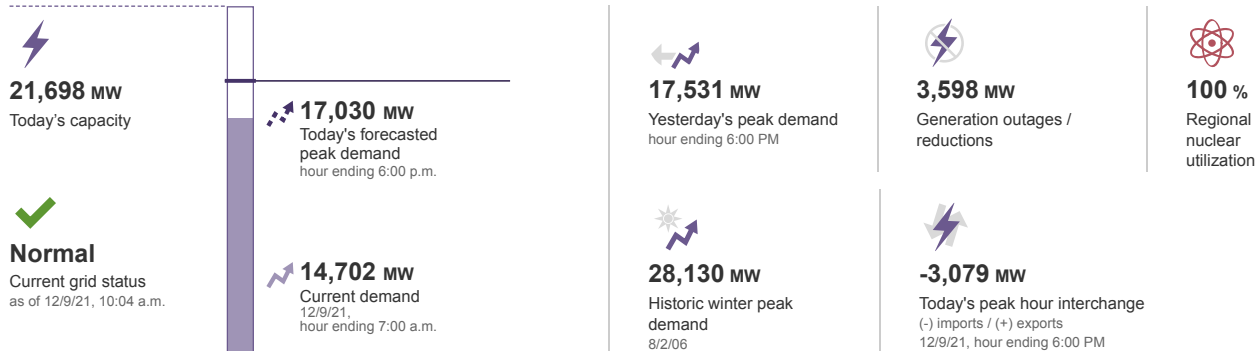 21,698 MW
Today's capacity
Normal
Current grid status
as of 12/9/21, 10:04 a.m.
17,030 MW
Today's forecasted
peak demand
hour ending 6:00 p.m.
14,702 MW
Current demand
12/9/21,
hour ending 7:00 a.m.
17,531 MW
Yesterday's peak demand
hour ending 6:00 PM
3,598 MW
Generation outages /
reductions
100 %
Regional
nuclear
utilization
28,130 MW
Historic winter peak
demand
8/2/06
-3,079 MW
Today's peak hour interchange
(-) imports / (+) exports
12/9/21, hour ending 6:00 PM